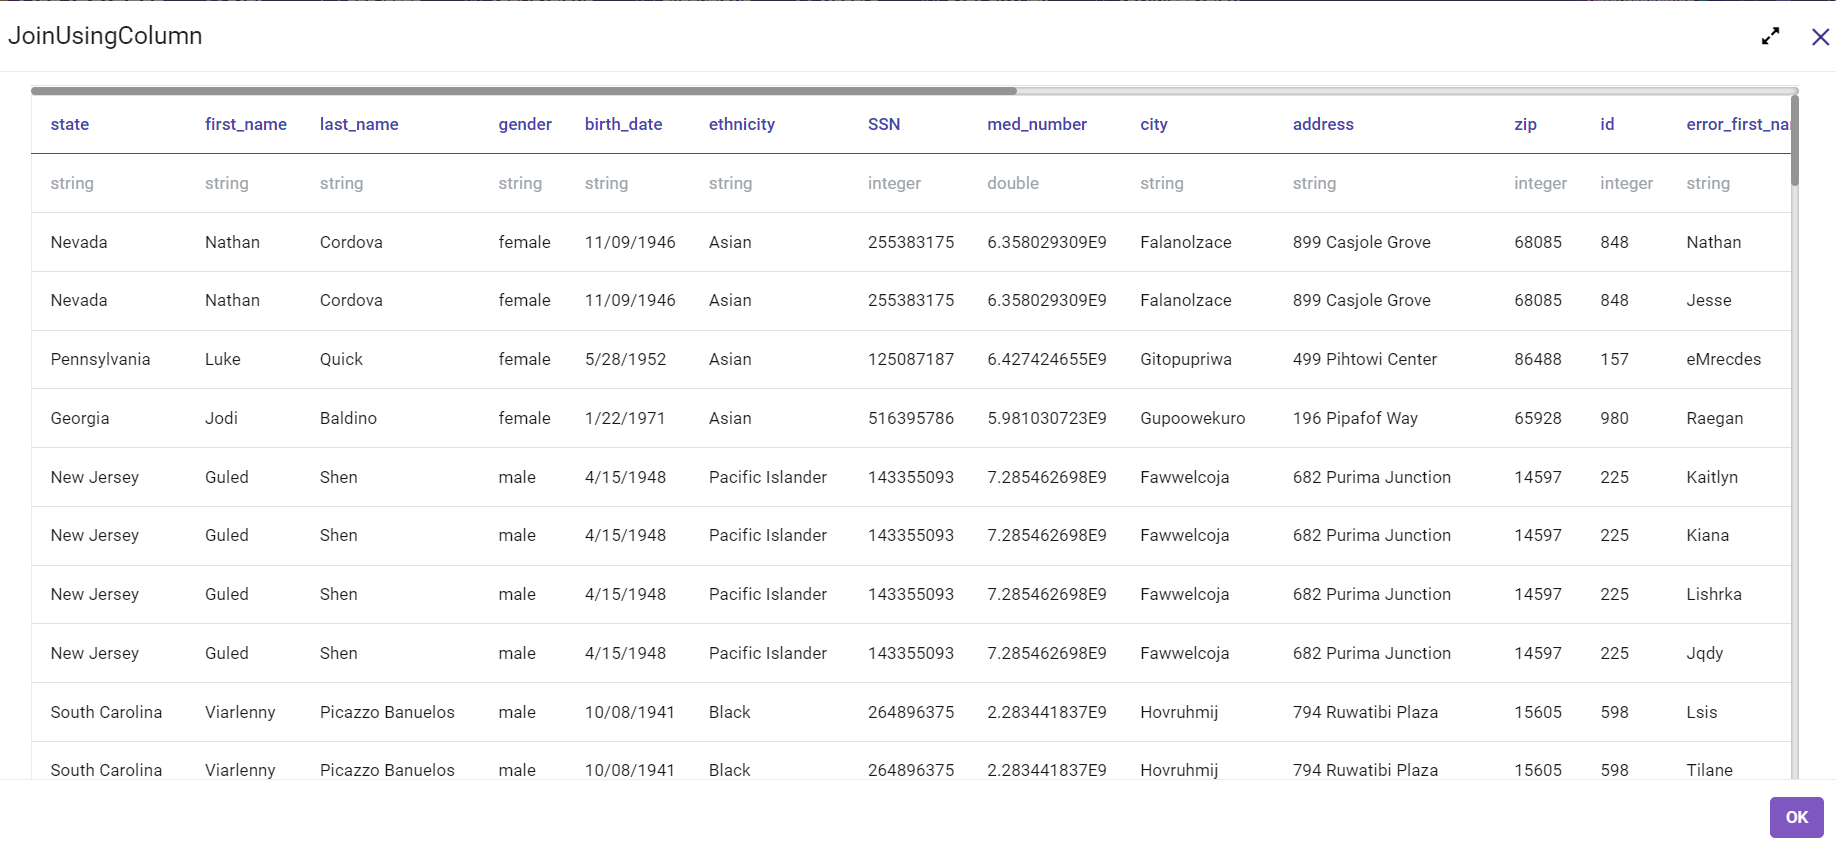 JoinUsingColumn
state first_name last_name gender birth_date ethnicity SSN med_number city address zip id error_first_na
string string string string string string integer double string string integer integer string
Nevada Nathan Cordova female 11/09/1946 Asian 255383175 6.358029309E9 Falanolzace 899 Casjole Grove 68085 848 Nathan
Nevada Nathan Cordova female 11/09/1946 Asian 255383175 6.358029309E9 Falanolzace 899 Casjole Grove 68085 848 Jesse
Pennsylvania Luke Quick female 5/28/1952 Asian 125087187 6.427424655E9 Gitopupriwa 499 Pihtowi Center 86488 157 eMrecdes
Georgia Jodi Baldino female 1/22/1971 Asian 516395786 5.981030723E9 Gupoowekuro 196 Pipafof Way 65928 980 Raegan
New Jersey Guled Shen male 4/15/1948 Pacific Islander 143355093 7.285462698E9 Fawwelcoja 682 Purima Junction 14597 225 Kaitlyn
New Jersey Guled Shen male 4/15/1948 Pacific Islander 143355093 7.285462698E9 Fawwelcoja 682 Purima Junction 14597 225 Kiana
New Jersey Guled Shen male 4/15/1948 Pacific Islander 143355093 7.285462698E9 Fawwelcoja 682 Purima Junction 14597 225 Lishrka
New Jersey Guled Shen male 4/15/1948 Pacific Islander 143355093 7.285462698E9 Fawwelcoja 682 Purima Junction 14597 225 Jqdy
South Carolina Viarlenny Picazzo Banuelos male 10/08/1941 Black 264896375 2.283441837E9 Hovruhmij 794 Ruwatibi Plaza 15605 598 Lsis
South Carolina Viarlenny Picazzo Banuelos male 10/08/1941 Black 264896375 2.283441837E9 Hovruhmij 794 Ruwatibi Plaza 15605 598 Tilane
OK